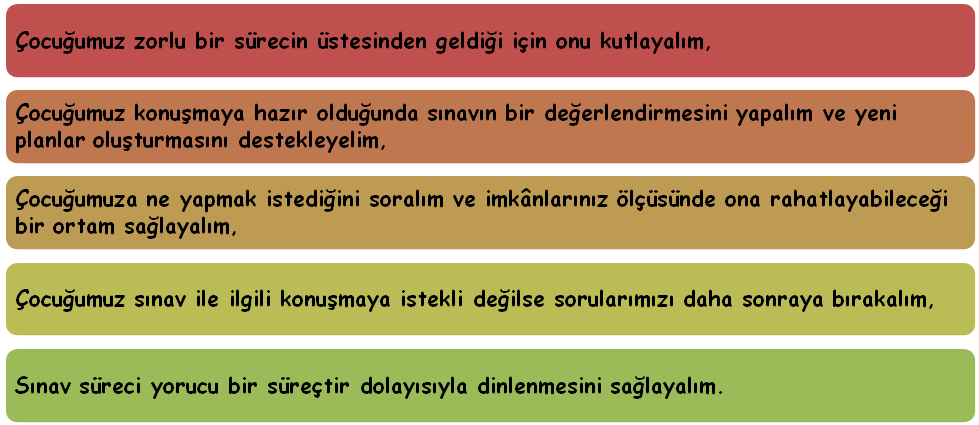 Çocuğumuz zorlu bir sürecin üstesinden geldiği için onu kutlayalım,
Çocuğumuz konuşmaya hazır olduğunda sınavın bir değerlendirmesini yapalım ve yeni
planlar oluşturmasını destekleyelim,
Çocuğumuza ne yapmak istediğini soralım ve imkânlarınız ölçüsünde ona rahatlayabileceği
bir ortam sağlayalım,
Çocuğumuz sınav ile ilgili konuşmaya istekli değilse sorularımızı daha sonraya bırakalım,
Sınav süreci yorucu bir süreçtir dolayısıyla dinlenmesini sağlayalım.